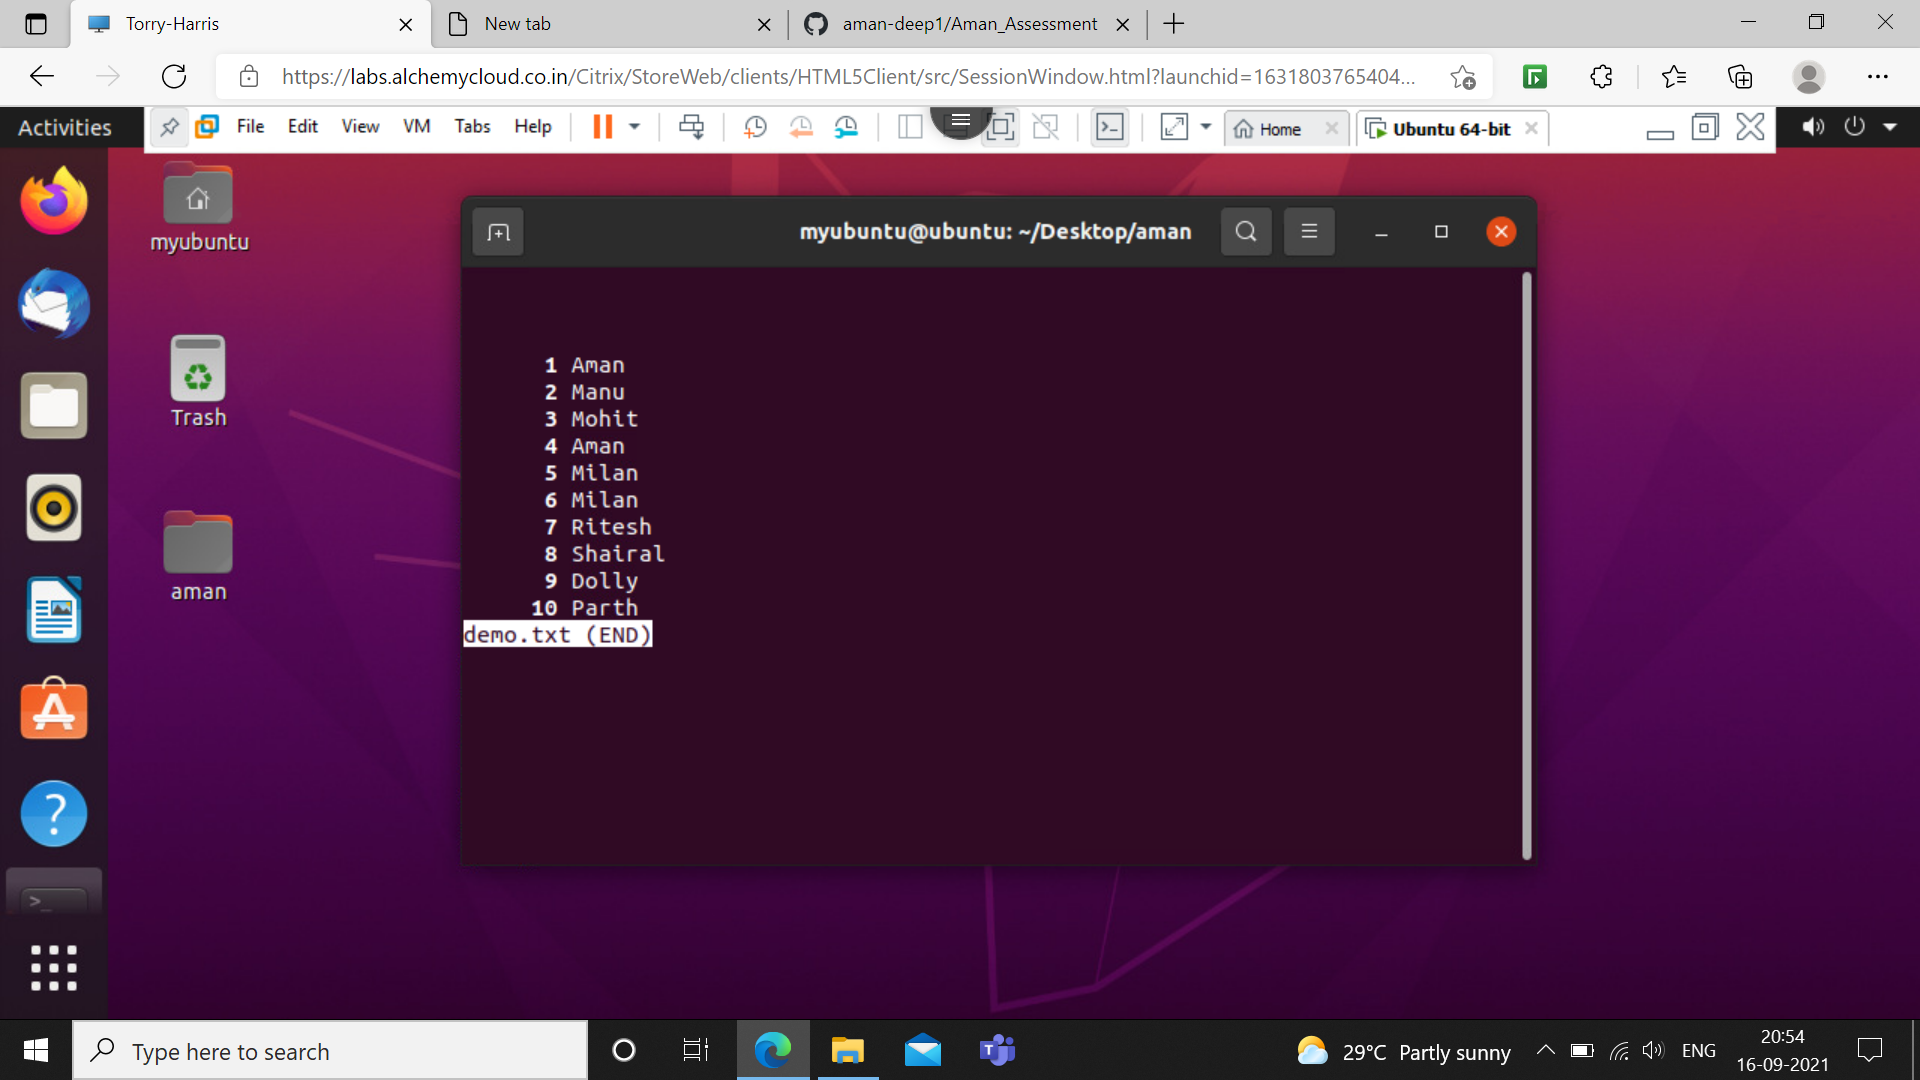 Torry-Harris
New tab
aman-deep1/Aman_Assessment
https://labs.alchemycloud.co.in/Citrix/StoreWeb/clients/HTML5Client/src/SessionWindow.html?launchid=1631803765404...
Activities
File Edit View VM Tabs Help
Home
Ubuntu 64-bit
myubuntu
Trash
aman
myubuntu@ubuntu: ~/Desktop/aman
1 Aman
2 Manu
3 Mohit
4 Aman
5 Milan
6 Milan
7 Ritesh
8 Shairal
9 Dolly
10 Parth
demo.txt (END)
Type here to search
29°C Partly sunny
ENG
20:54
16-09-2021